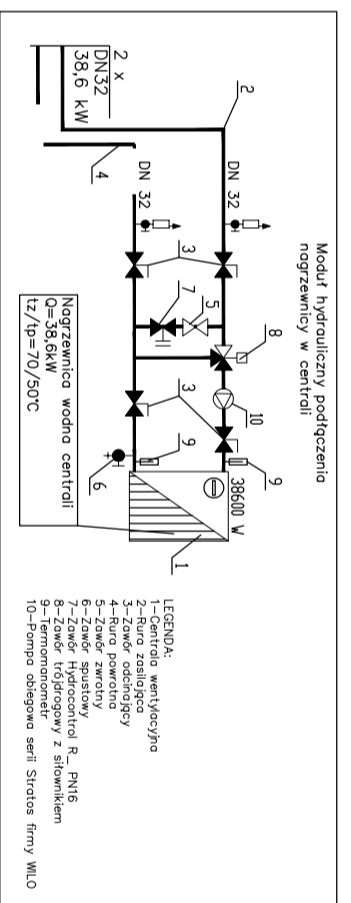 Moduł hydrauliczny podłączenia
nagrzewnicy w centrali
2
DN 32
8
10
9
38600 W
1
3
5
7
3
9
DN 32
4
6
2 x
DN32
38,6 kW
Nagrzewnica wodna centrali
Q=38,6kW
tz/tp=70/50°C
LEGENDA:
1-Centrala wentylacyjna
2-Rura zasilająca
3-Zawór odcinający
4-Rura powrotna
5-Zawór zwrotny
6-Zawór spustowy
7-Zawór Hydrocontrol R_ PN16
8-Zawór trójdrogowy z siłownikiem
9-Termomanometr
10-Pompa obiegowa serii Stratos firmy WILO